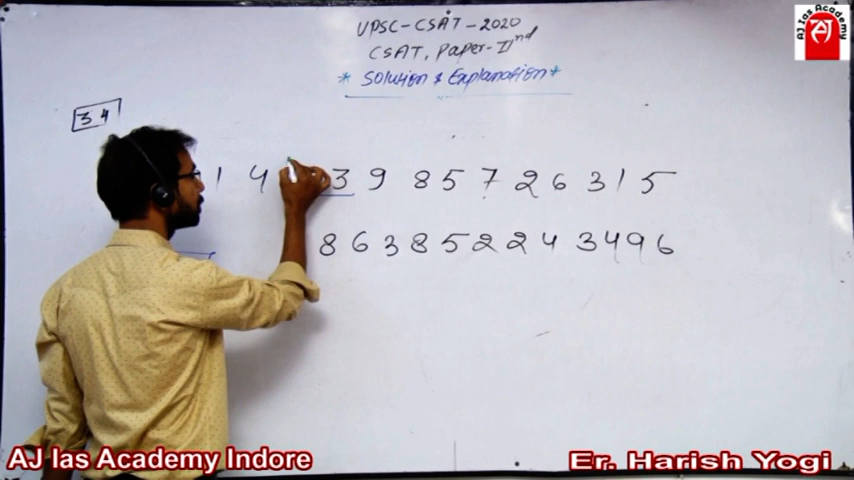 UPSC-CSAT-2020
CSAT, Paper-IInd
* Solution & Explanation *
34
1 4 3 9 8 5 7 2 6 3 1 5
8 6 3 8 5 2 2 4 3 4 9 6
AJ Ias Academy
AJ
AJ Ias Academy Indore
Er. Harish Yogi